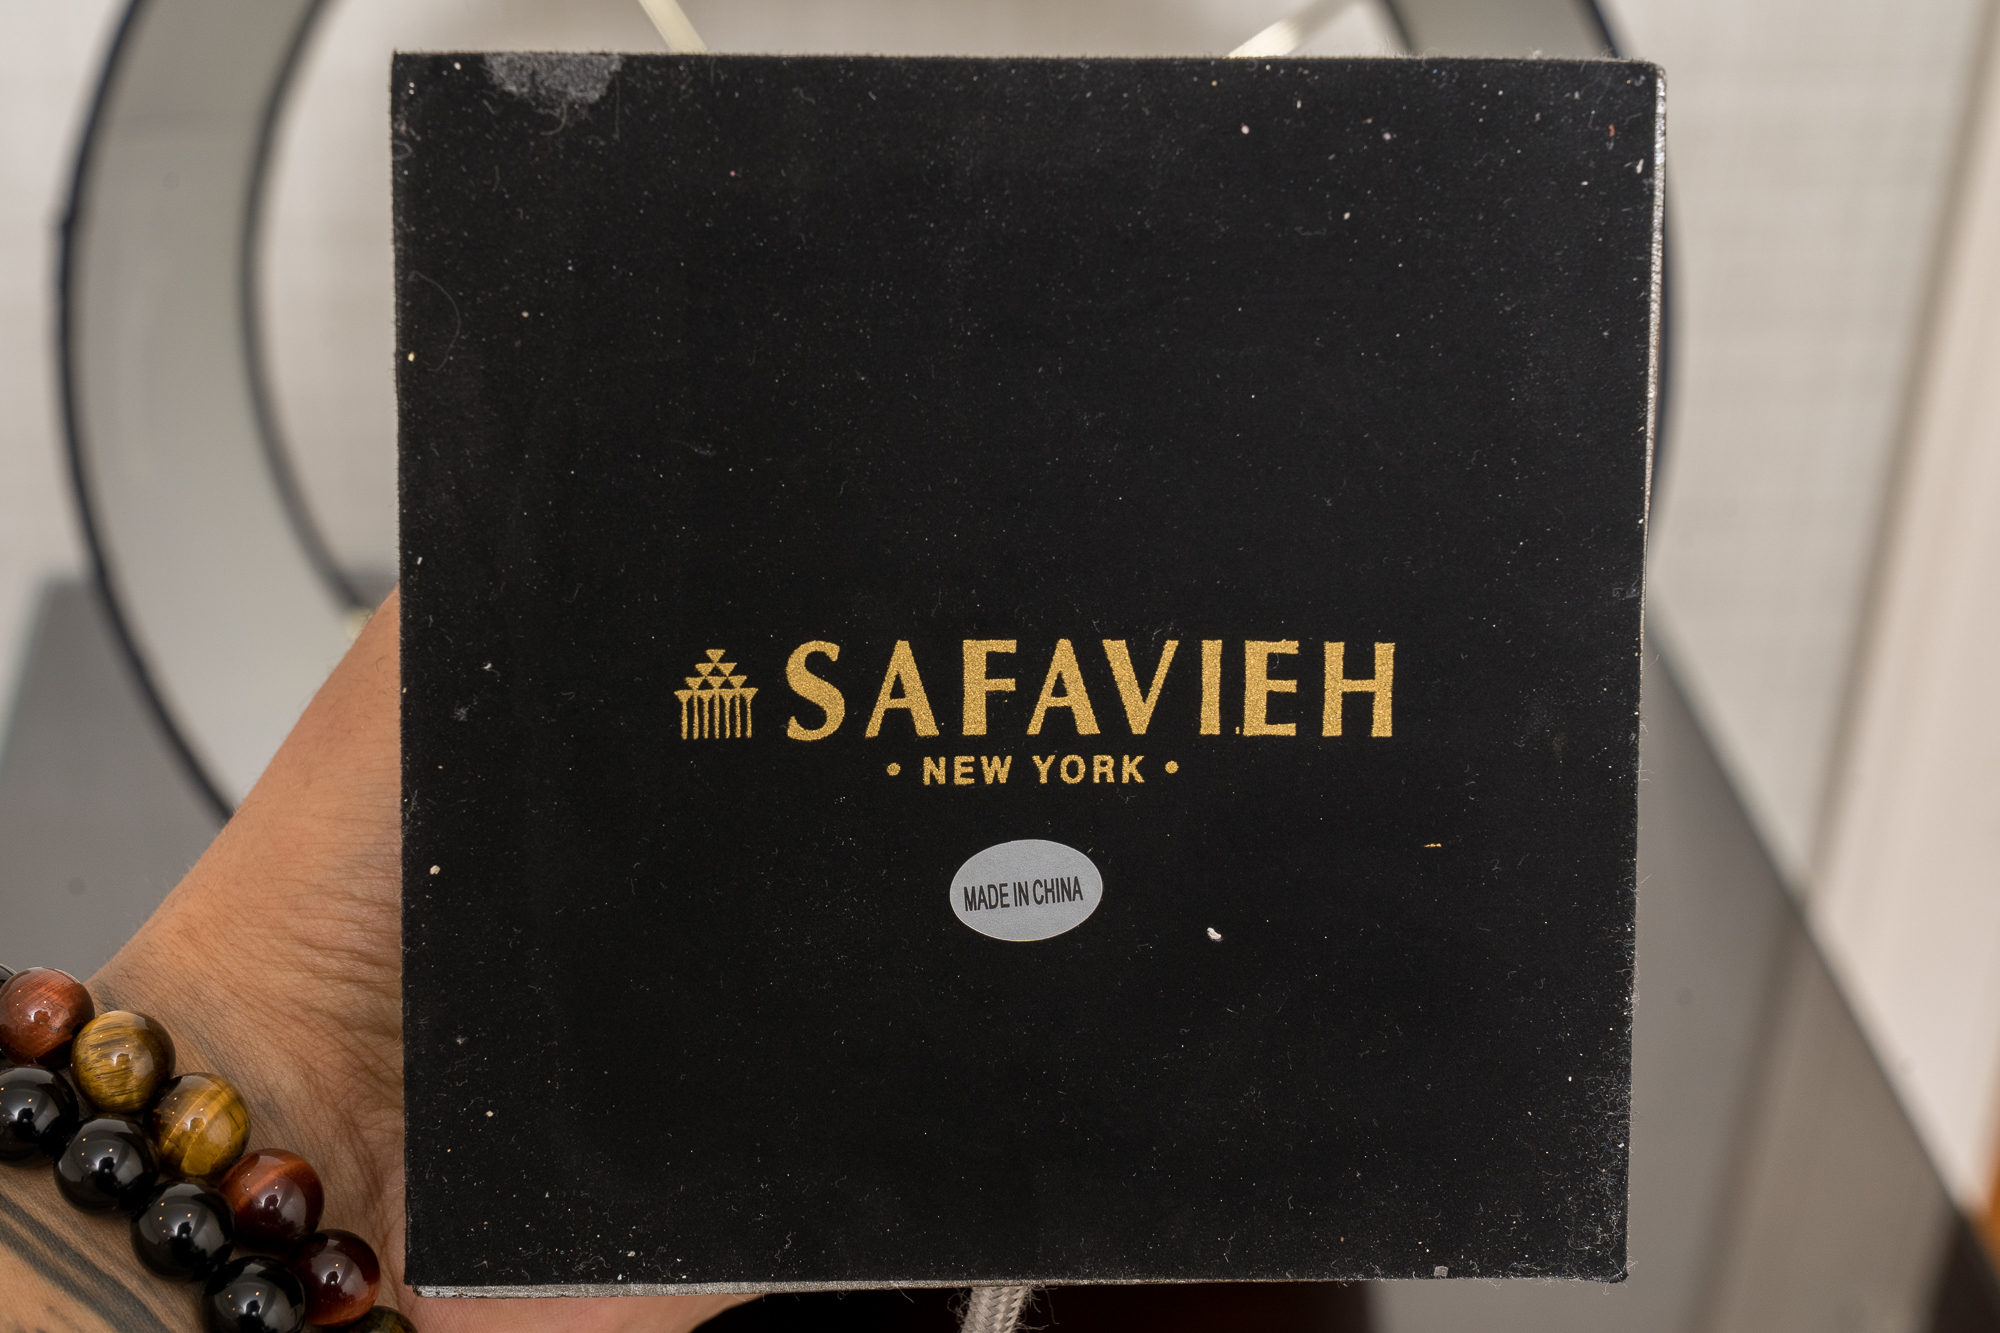 SAFAVIEH
• NEW YORK •
MADE IN CHINA